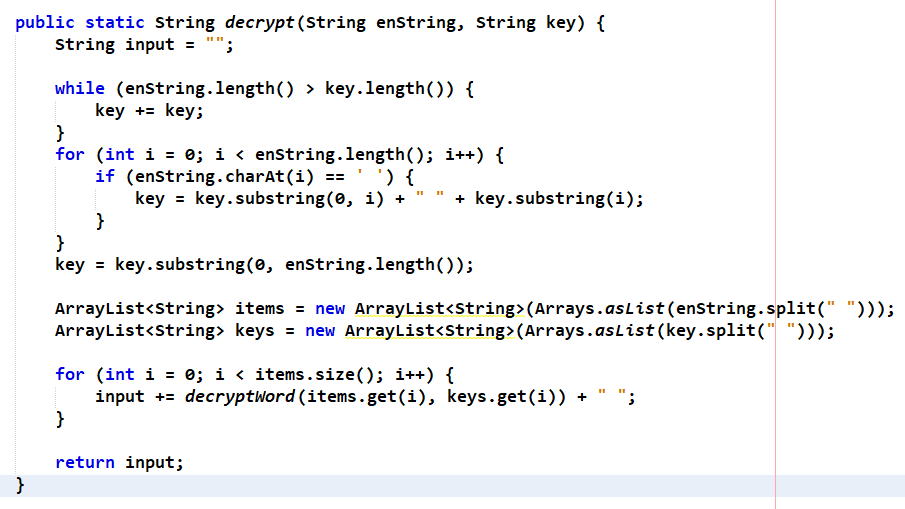 public static String decrypt(String enString, String key) {
    String input = "";

    while (enString.length() > key.length()) {
        key += key;
    }
    for (int i = 0; i < enString.length(); i++) {
        if (enString.charAt(i) == ' ') {
            key = key.substring(0, i) + " " + key.substring(i);
        }
    }
    key = key.substring(0, enString.length());

    ArrayList<String> items = new ArrayList<String>(Arrays.asList(enString.split(" ")));
    ArrayList<String> keys = new ArrayList<String>(Arrays.asList(key.split(" ")));

    for (int i = 0; i < items.size(); i++) {
        input += decryptWord(items.get(i), keys.get(i)) + " ";
    }

    return input;
}